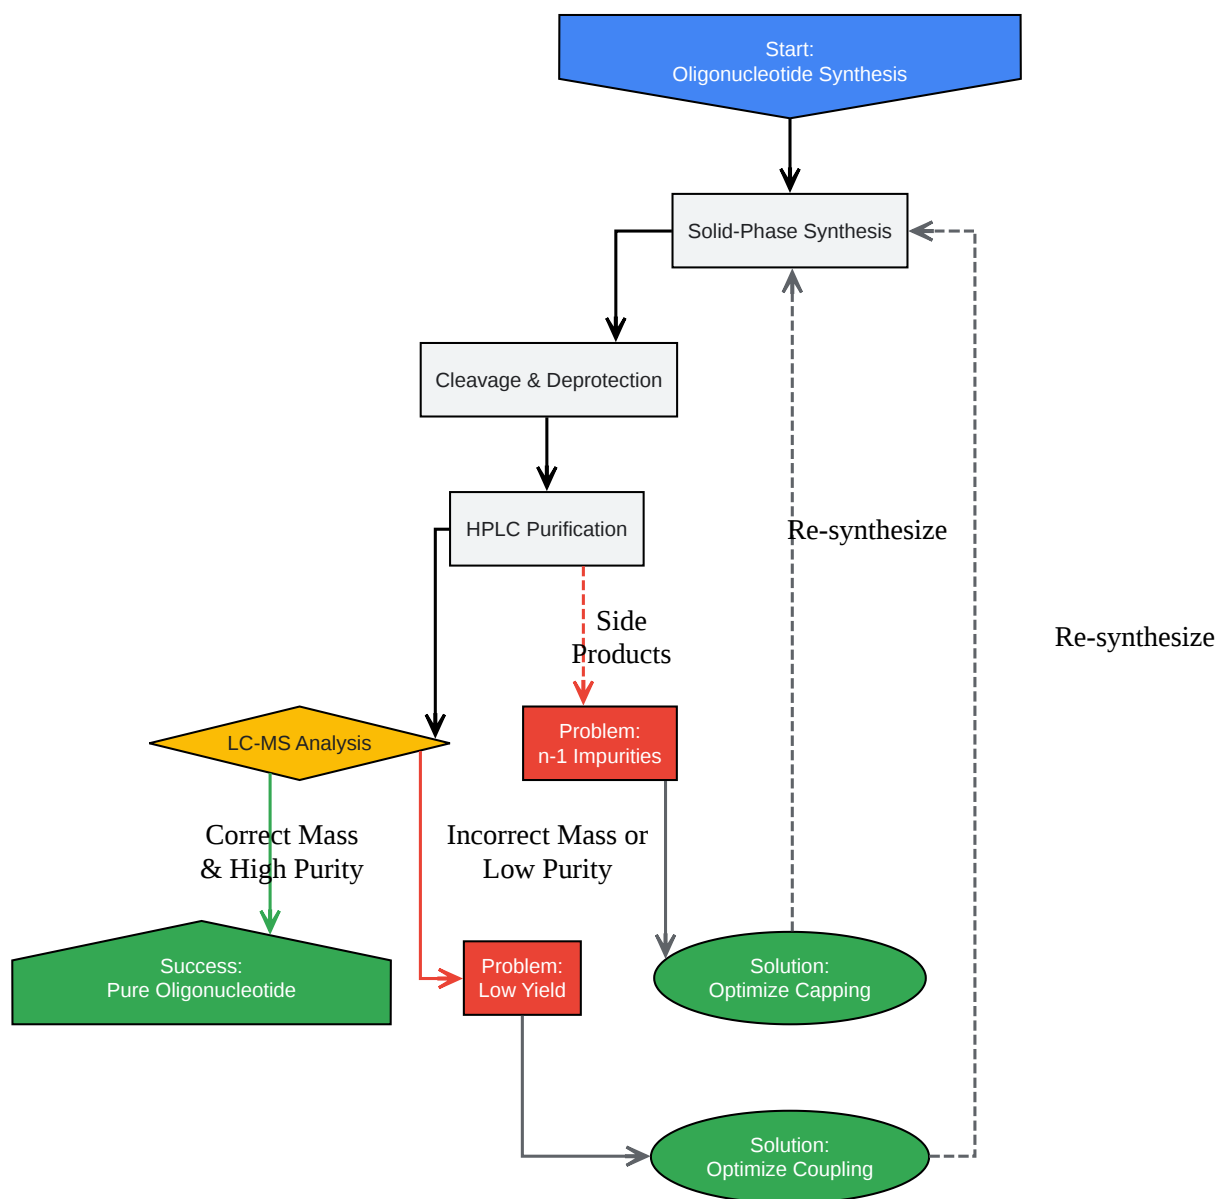 Start:
Oligonucleotide Synthesis
Solid-Phase Synthesis
Cleavage & Deprotection
HPLC Purification
Re-synthesize
Side
Products
Re-synthesize
Problem:
n-1 Impurities
LC-MS Analysis
Correct Mass
& High Purity
Incorrect Mass or
Low Purity
Success:
Pure Oligonucleotide
Problem:
Low Yield
Solution:
Optimize Capping
Solution:
Optimize Coupling